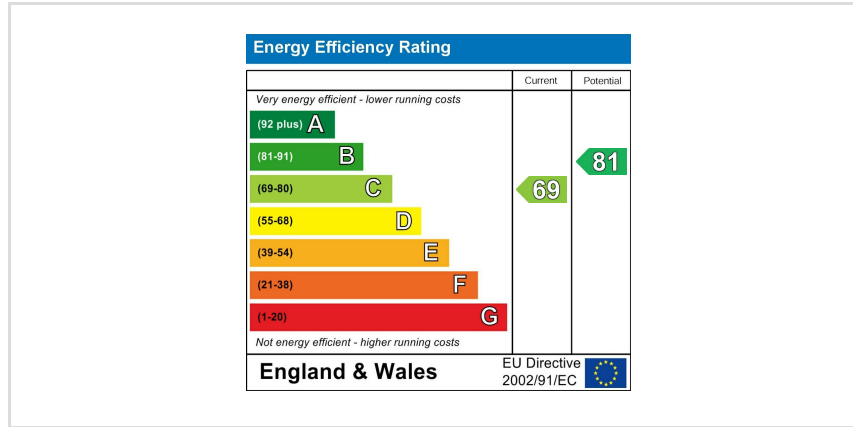 Energy Efficiency Rating
Current Potential
Very energy efficient - lower running costs
(92 plus) A
(81-91) B
81
(69-80) C
69
(55-68) D
(39-54) E
(21-38) F
(1-20) G
Not energy efficient - higher running costs
England & Wales
EU Directive
2002/91/EC